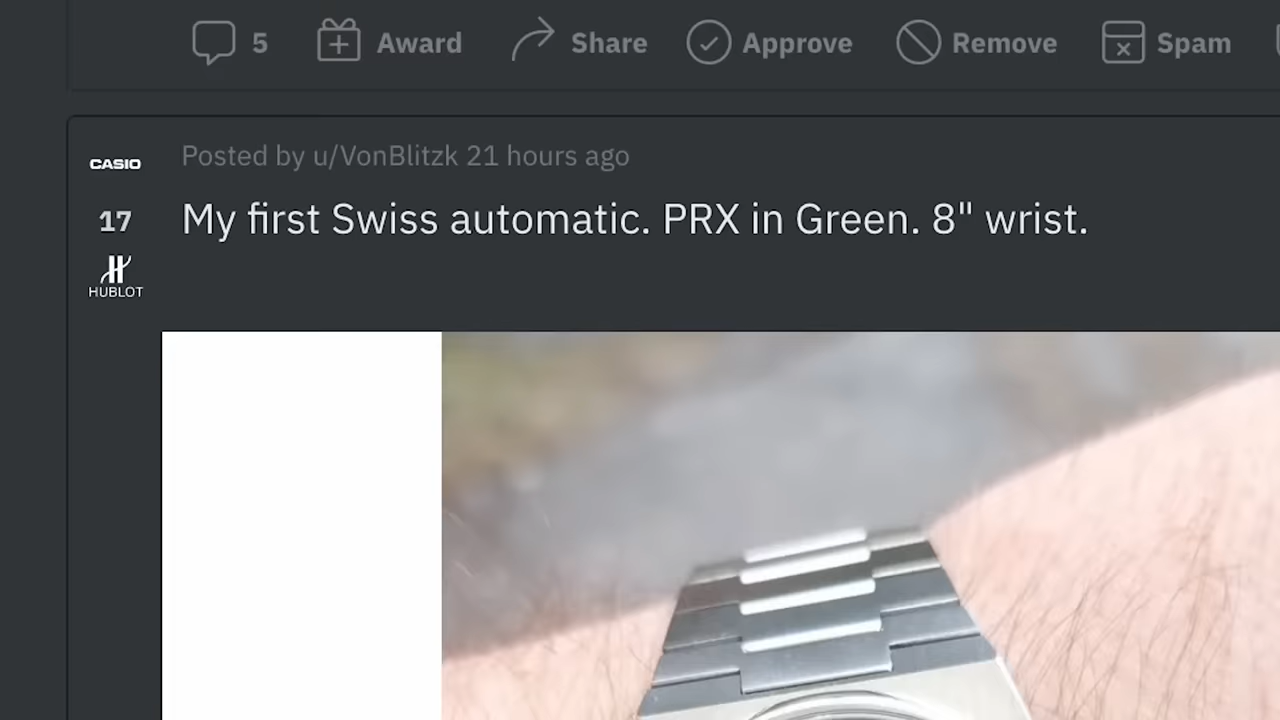 5 Award Share Approve Remove Spam
CASIO
Posted by u/VonBlitzk 21 hours ago
17
My first Swiss automatic. PRX in Green. 8" wrist.
HUBLOT